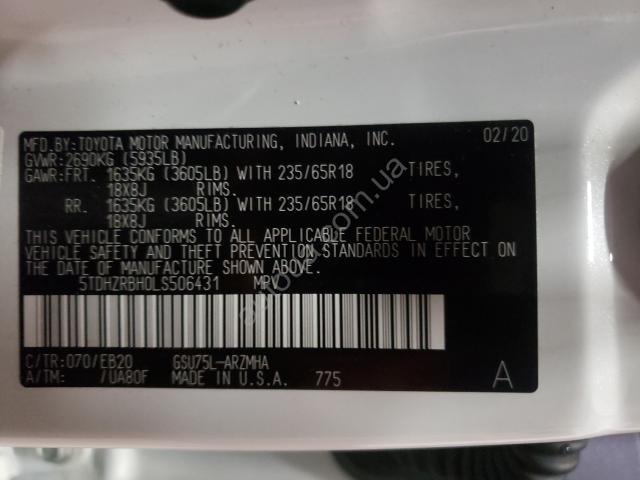 MFD.BY:TOYOTA MOTOR MANUFACTURING, INDIANA, INC. 02/20
GVWR:2690KG (5935LB)
GAWR:FRT. 1635KG (3605LB) WITH 235/65R18 TIRES,
18X8J RIMS.
RR. 1635KG (3605LB) WITH 235/65R18 TIRES,
18X8J RIMS.
THIS VEHICLE CONFORMS TO ALL APPLICABLE FEDERAL MOTOR
VEHICLE SAFETY AND THEFT PREVENTION STANDARDS IN EFFECT ON
THE DATE OF MANUFACTURE SHOWN ABOVE.
5TDHZRBH0LS506431 MPV
C/TR:070/EB20 GSU75L-ARZMHA
A/TM: /UA80F MADE IN U.S.A. 775 A